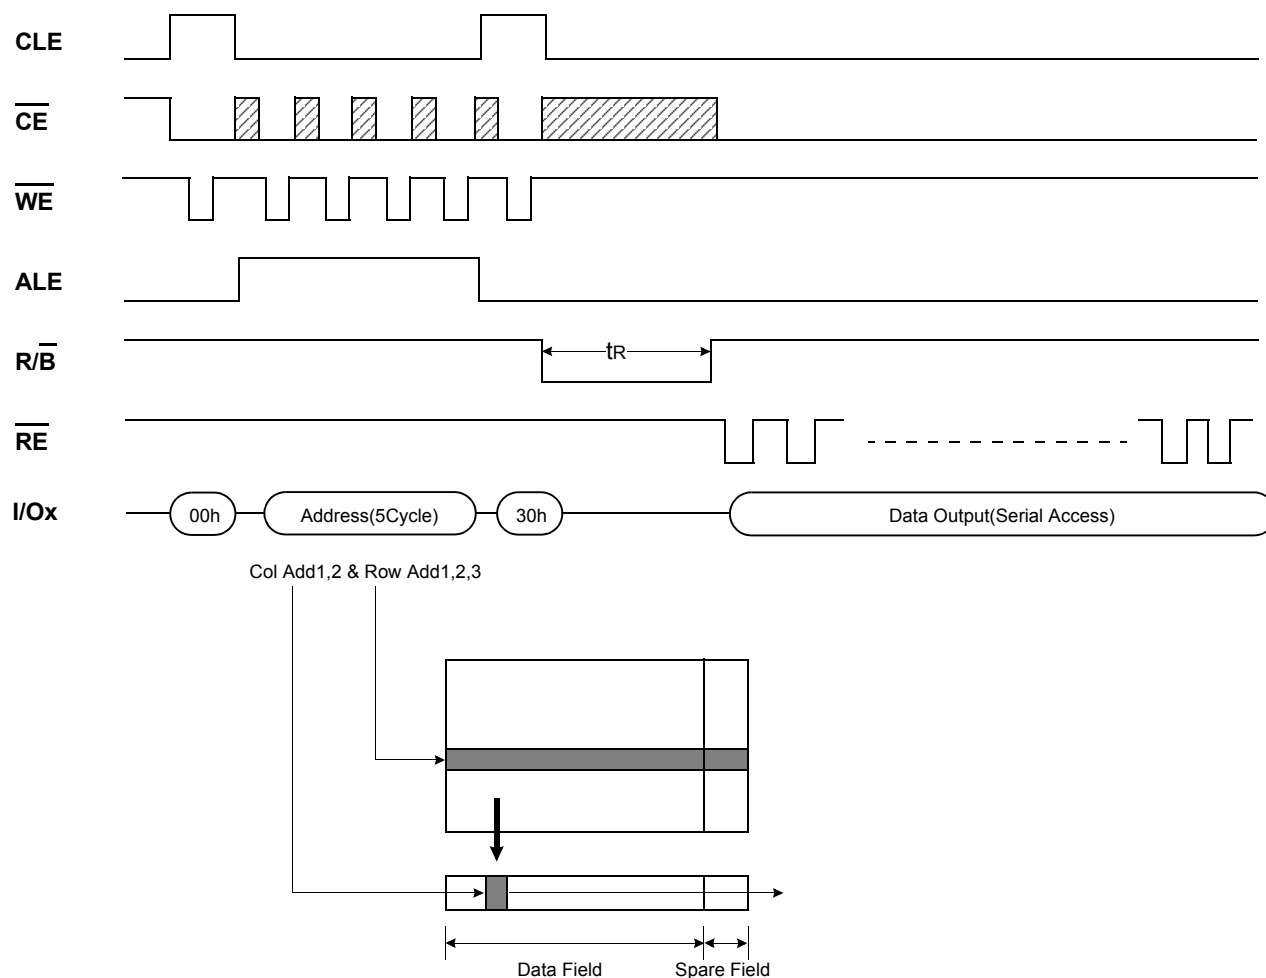 CLE
CE
WE
ALE
R/B
tR
RE
I/Ox
00h
Address(5Cycle)
30h
Data Output(Serial Access)
Col Add1,2 & Row Add1,2,3
Data Field
Spare Field